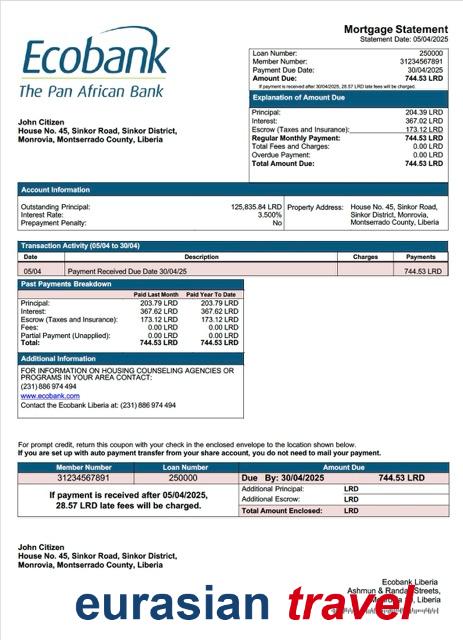 Ecobank
The Pan African Bank
Mortgage Statement
Statement Date: 05/04/2025
Loan Number: 250000
Member Number: 31234567891
Payment Due Date: 30/04/2025
Amount Due: 744.53 LRD
If payment is received after 30/04/2025, 28.57 LRD late fees will be charged.
John Citizen
House No. 45, Sinkor Road, Sinkor District,
Monrovia, Montserrado County, Liberia
Explanation of Amount Due
Principal: 204.39 LRD
Interest: 367.02 LRD
Escrow (Taxes and Insurance): 173.12 LRD
Regular Monthly Payment: 744.53 LRD
Total Fees and Charges: 0.00 LRD
Overdue Payment: 0.00 LRD
Total Amount Due: 744.53 LRD
Account Information
Outstanding Principal: 125,835.84 LRD
Interest Rate: 3.500%
Prepayment Penalty: No
Property Address: House No. 45, Sinkor Road,
Sinkor District, Monrovia,
Montserrado County, Liberia
Transaction Activity (05/04 to 30/04)
Date Description Charges Payments
05/04 Payment Received Due Date 30/04/25 744.53 LRD
Past Payments Breakdown
Paid Last Month Paid Year To Date
Principal: 203.79 LRD 203.79 LRD
Interest: 367.62 LRD 367.62 LRD
Escrow (Taxes and Insurance): 173.12 LRD 173.12 LRD
Fees: 0.00 LRD 0.00 LRD
Partial Payment (Unapplied): 0.00 LRD 0.00 LRD
Total: 744.53 LRD 744.53 LRD
Additional Information
FOR INFORMATION ON HOUSING COUNSELING AGENCIES OR
PROGRAMS IN YOUR AREA CONTACT:
(231) 886 974 494
www.ecobank.com
Contact the Ecobank Liberia at: (231) 886 974 494
For prompt credit, return this coupon with your check in the enclosed envelope to the location shown below.
If you are set up with auto payment transfer from your share account, you do not need to mail your payment.
Member Number Loan Number Amount Due
31234567891 250000 Due By: 30/04/2025 744.53 LRD
If payment is received after 05/04/2025,
28.57 LRD late fees will be charged.
Additional Principal: LRD
Additional Escrow: LRD
Total Amount Enclosed: LRD
John Citizen
House No. 45, Sinkor Road, Sinkor District,
Monrovia, Montserrado County, Liberia
Ecobank Liberia
Ashmun & Randall Streets,
Liberia
eurasian travel